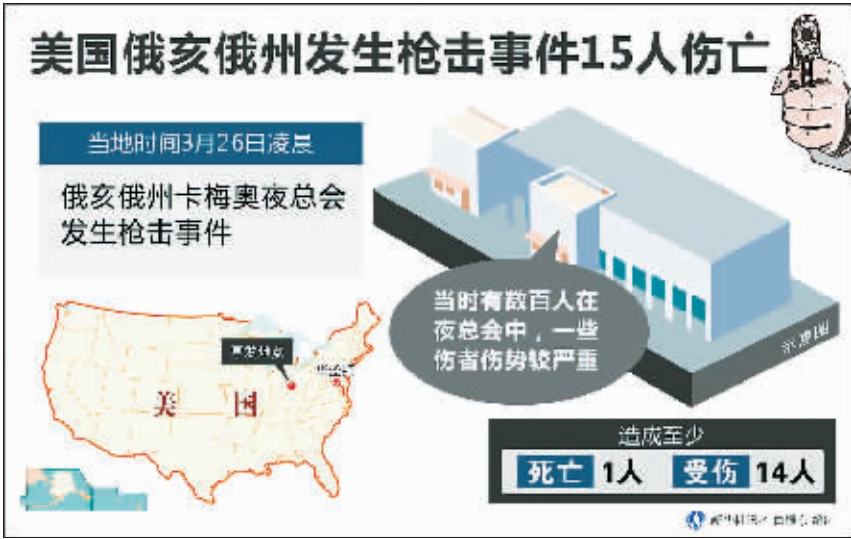 美国俄亥俄州发生枪击事件15人伤亡
当地时间3月26日凌晨
俄亥俄州卡梅奥夜总会
发生枪击事件
当时有数百人在
夜总会中，一些
伤者伤势较严重
事发地点
美 国
造成至少
死亡 1人 受伤 14人